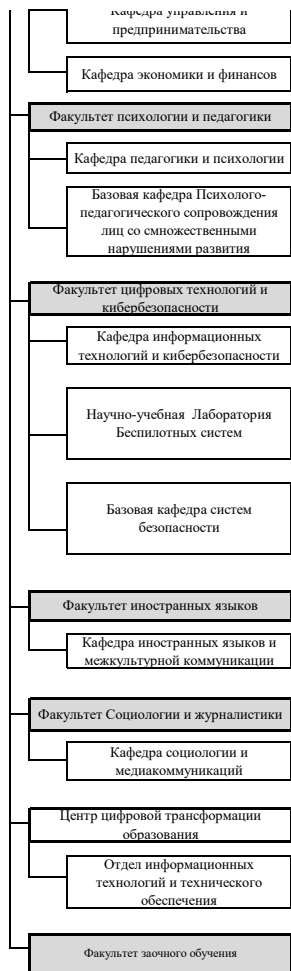 Кафедра управления и
предпринимательства
Кафедра экономики и финансов
Факультет психологии и педагогики
Кафедра педагогики и психологии
Базовая кафедра Психолого-
педагогического сопровождения
лиц со смножественными
нарушениями развития
Факультет цифровых технологий и
кибербезопасности
Кафедра информационных
технологий и кибербезопасности
Научно-учебная Лаборатория
Беспилотных систем
Базовая кафедра систем
безопасности
Факультет иностранных языков
Кафедра иностранных языков и
межкультурной коммуникации
Факультет Социологии и журналистики
Кафедра социологии и
медиакоммуникаций
Центр цифровой трансформации
образования
Отдел информационных
технологий и технического
обеспечения
Факультет заочного обучения